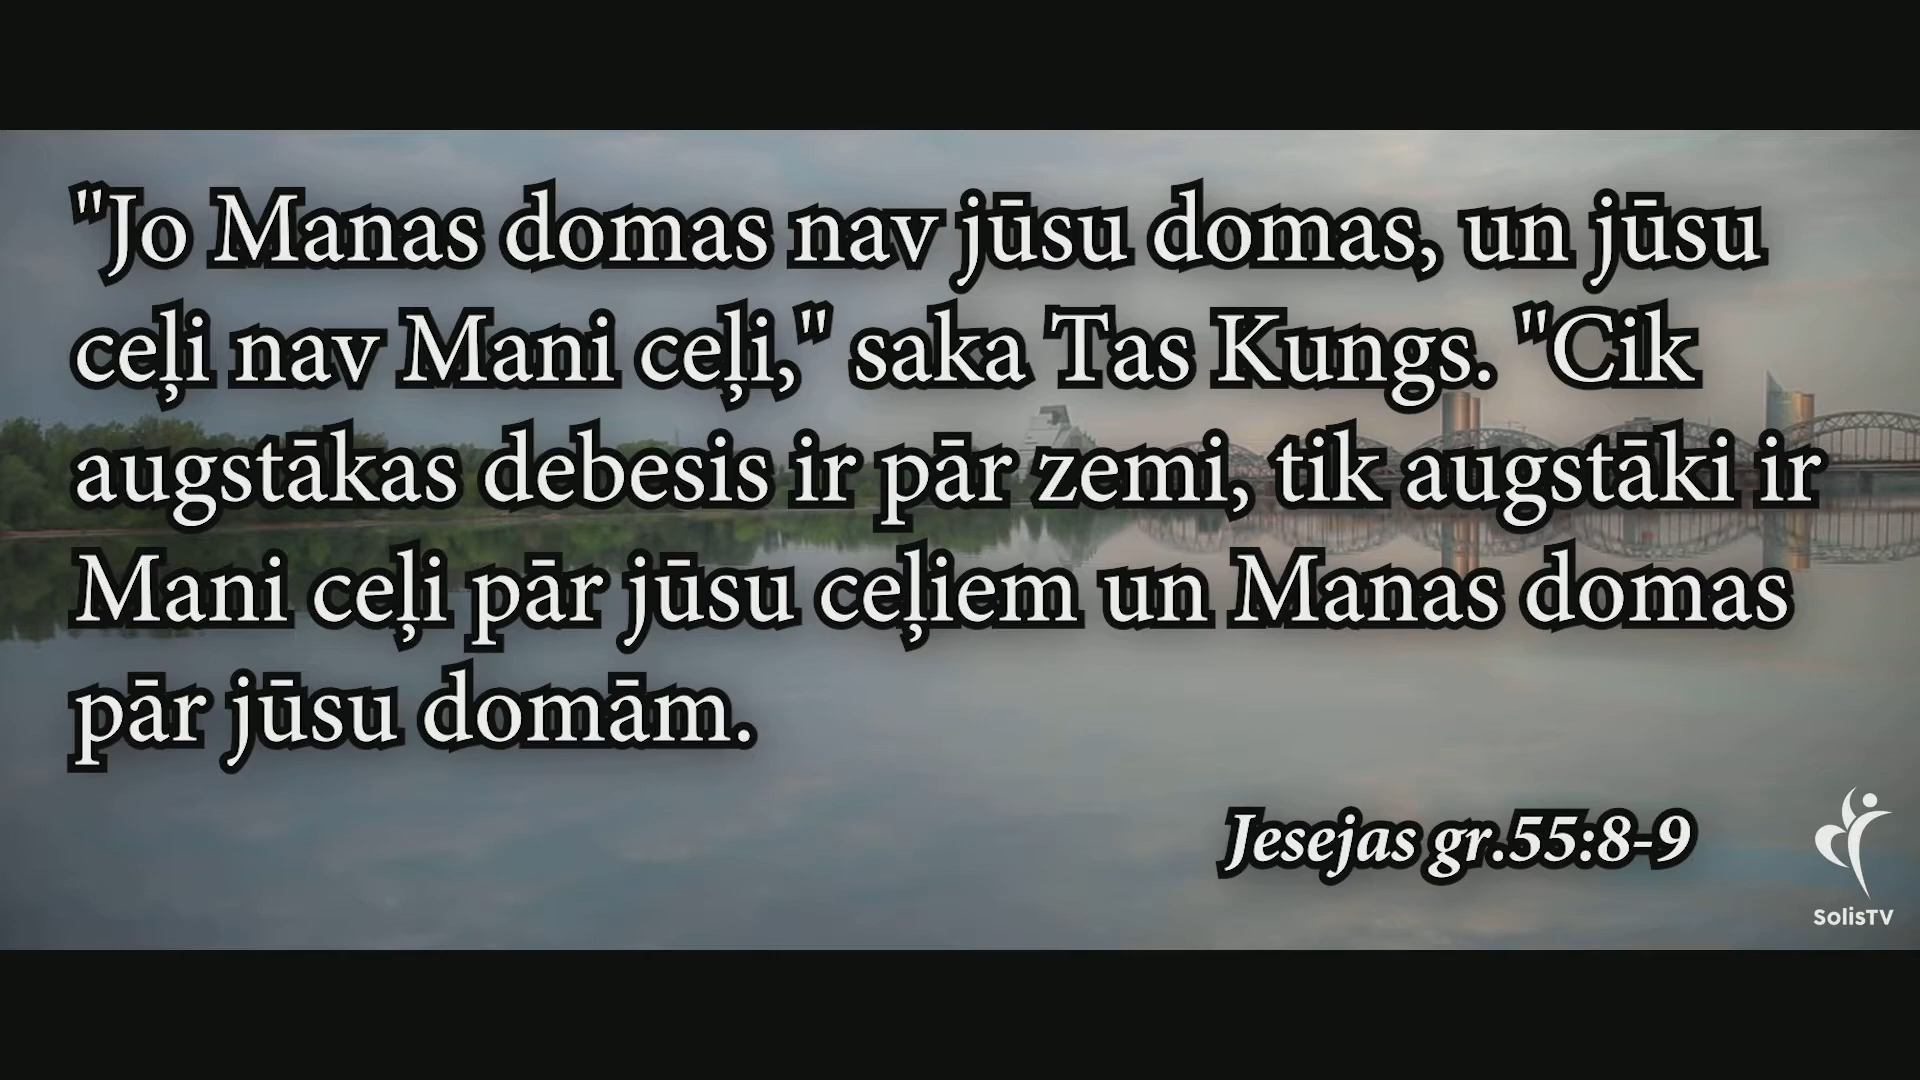 "Jo Manas domas nav jūsu domas, un jūsu
ceļi nav Mani ceļi," saka Tas Kungs. "Cik
augstākas debesis ir pār zemi, tik augstāki ir
Mani ceļi pār jūsu ceļiem un Manas domas
pār jūsu domām.
Jesejas gr.55:8-9
SolisTV